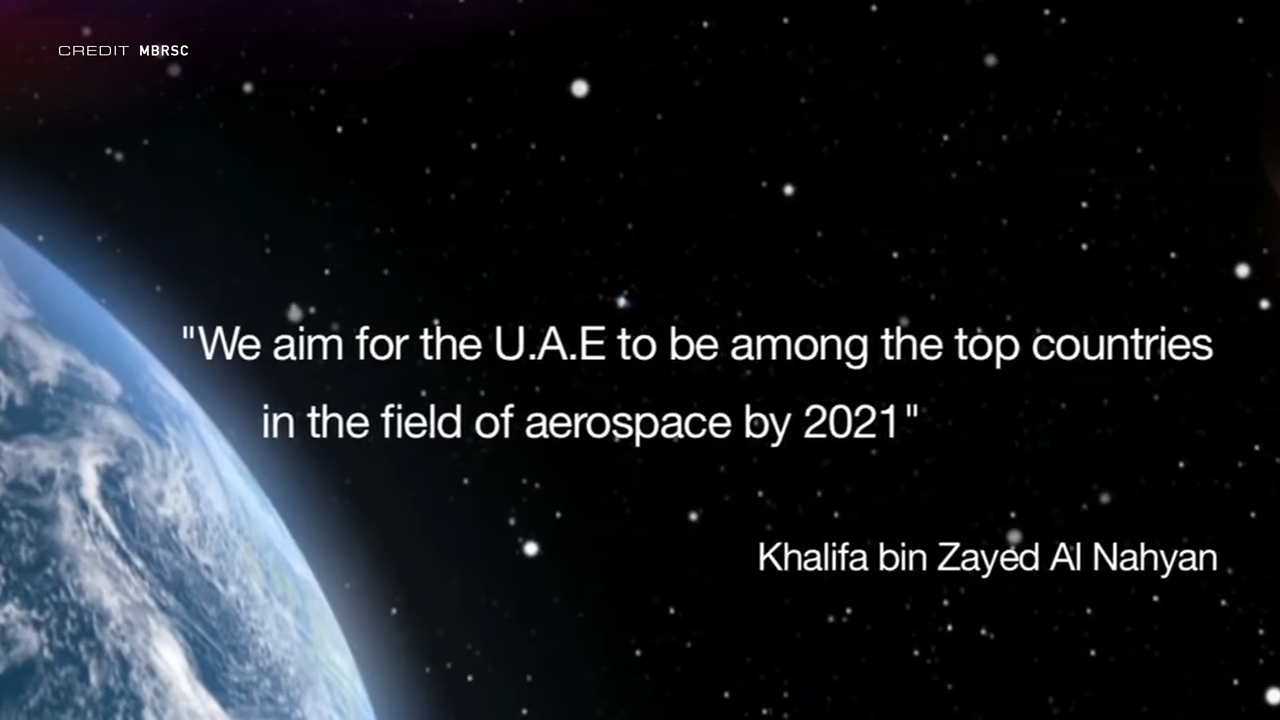 CREDIT MBRSC
"We aim for the U.A.E to be among the top countries
in the field of aerospace by 2021"
Khalifa bin Zayed Al Nahyan